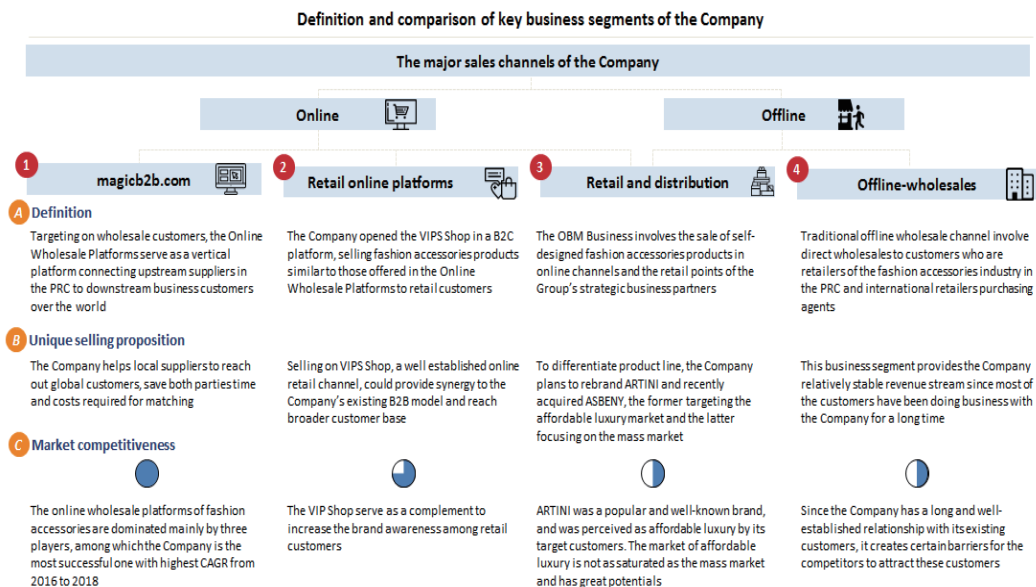 Definition and comparison of key business segments of the Company
The major sales channels of the Company
Online
Offline
1
magicb2b.com
2
Retail online platforms
3
Retail and distribution
4
Offline-wholesales
A Definition
Targeting on wholesale customers, the Online
Wholesale Platforms serve as a vertical
platform connecting upstream suppliers in
the PRC to downstream business customers
over the world
The Company opened the VIPS Shop in a B2C
platform, selling fashion accessories products
similar to those offered in the Online
Wholesale Platforms to retail customers
The OBM Business involves the sale of self-
designed fashion accessories products in
online channels and the retail points of the
Group's strategic business partners
Traditional offline wholesale channel involve
direct wholesales to customers who are
retailers of the fashion accessories industry in
the PRC and international retailers purchasing
agents
B Unique selling proposition
The Company helps local suppliers to reach
out global customers, save both parties time
and costs required for matching
Selling on VIPS Shop, a well established online
retail channel, could provide synergy to the
Company's existing B2B model and reach
broader customer base
To differentiate product line, the Company
plans to rebrand ARTINI and recently
acquired ASBENY, the former targeting the
affordable luxury market and the latter
focusing on the mass market
This business segment provides the Company
relatively stable revenue stream since most of
the customers have been doing business with
the Company for a long time
C Market competitiveness
The online wholesale platforms of fashion
accessories are dominated mainly by three
players, among which the Company is the
most successful one with highest CAGR from
2016 to 2018
The VIP Shop serve as a complement to
increase the brand awareness among retail
customers
ARTINI was a popular and well-known brand,
and was perceived as affordable luxury by its
target customers. The market of affordable
luxury is not as saturated as the mass market
and has great potentials
Since the Company has a long and well-
established relationship with its existing
customers, it creates certain barriers for the
competitors to attract these customers